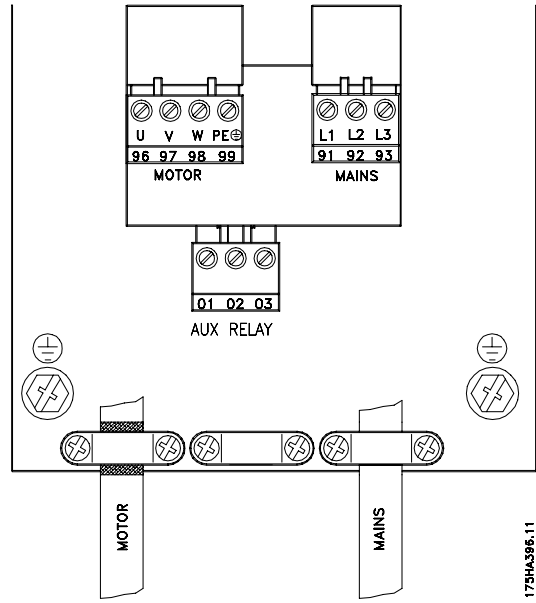 U V W PE
96 97 98 99
MOTOR
L1 L2 L3
91 92 93
MAINS
01 02 03
AUX RELAY
MOTOR
MAINS
175HA396.11